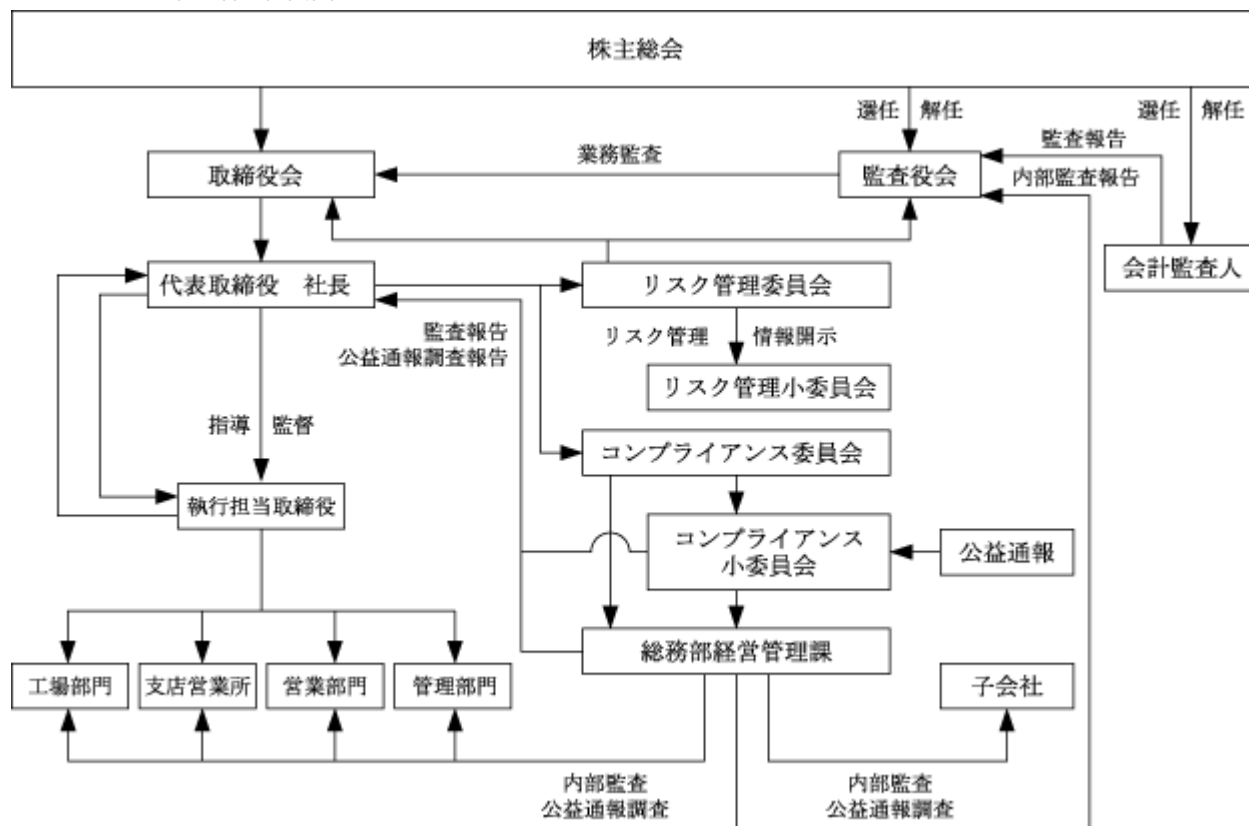 株主総会
選任 解任
選任 解任
監査報告
業務監査
取締役会
監査役会
内部監査報告
会計監査人
代表取締役 社長
リスク管理委員会
監査報告
公益通報調査報告
リスク管理 情報開示
リスク管理小委員会
指導 監督
コンプライアンス委員会
執行担当取締役
コンプライアンス
小委員会
公益通報
総務部経営管理課
工場部門
支店営業所
営業部門
管理部門
子会社
内部監査
公益通報調査
内部監査
公益通報調査